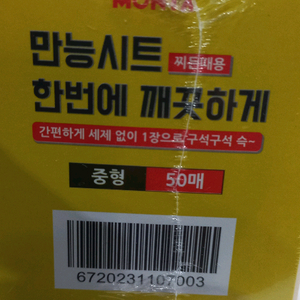 만능시트 찌든때용
한번에 깨끗하게
간편하게 세제 없이 1장으로 구석구석 슥~
중형 50매
6720231107003